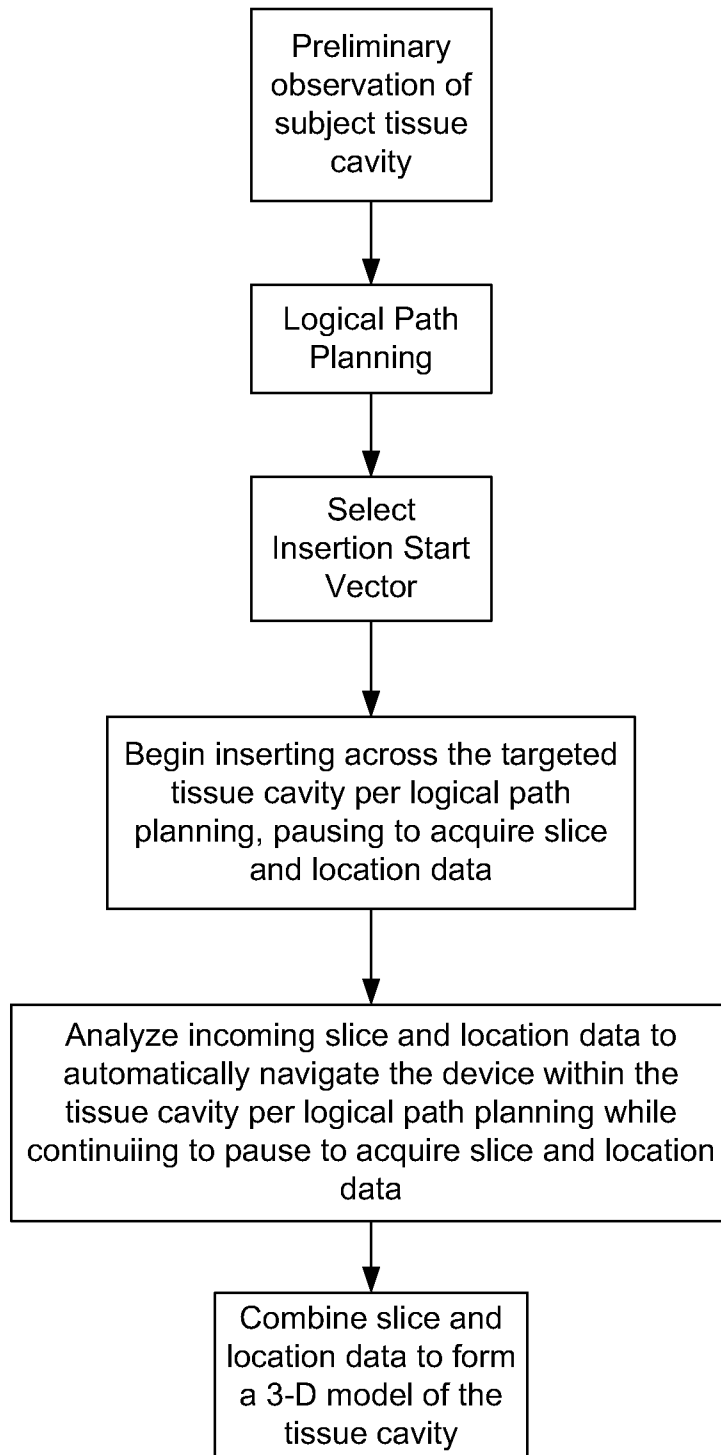 Preliminary
observation of
subject tissue
cavity
Logical Path
Planning
Select
Insertion Start
Vector
Begin inserting across the targeted
tissue cavity per logical path
planning, pausing to acquire slice
and location data
Analyze incoming slice and location data to
automatically navigate the device within the
tissue cavity per logical path planning while
continuiing to pause to acquire slice and location
data
Combine slice and
location data to form
a 3-D model of the
tissue cavity